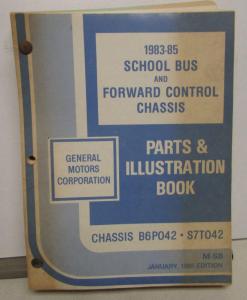 1983-85
SCHOOL BUS
AND
FORWARD CONTROL
CHASSIS
GENERAL
MOTORS
CORPORATION
PARTS &
ILLUSTRATION
BOOK
CHASSIS B6P042 • S7T042
JANUARY, 1985 EDITION